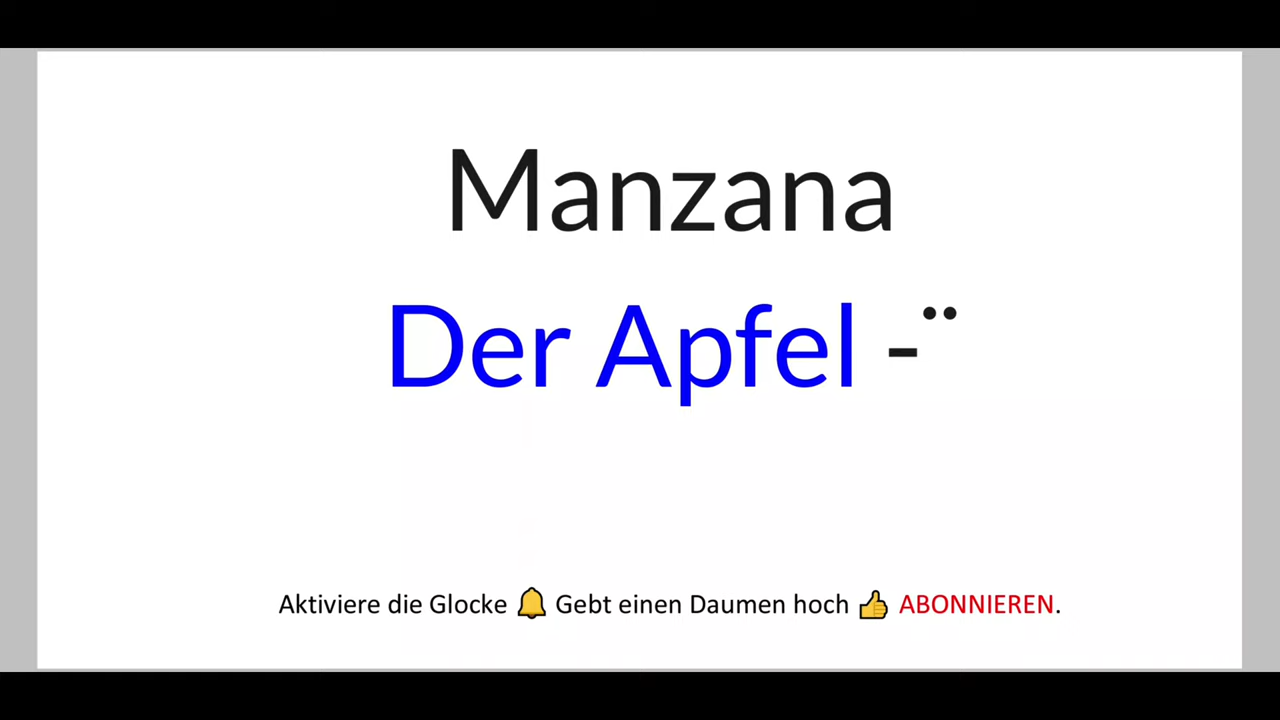 Manzana
Der Apfel -¨
Aktiviere die Glocke 🔔 Gebt einen Daumen hoch 👍 ABONNIEREN.